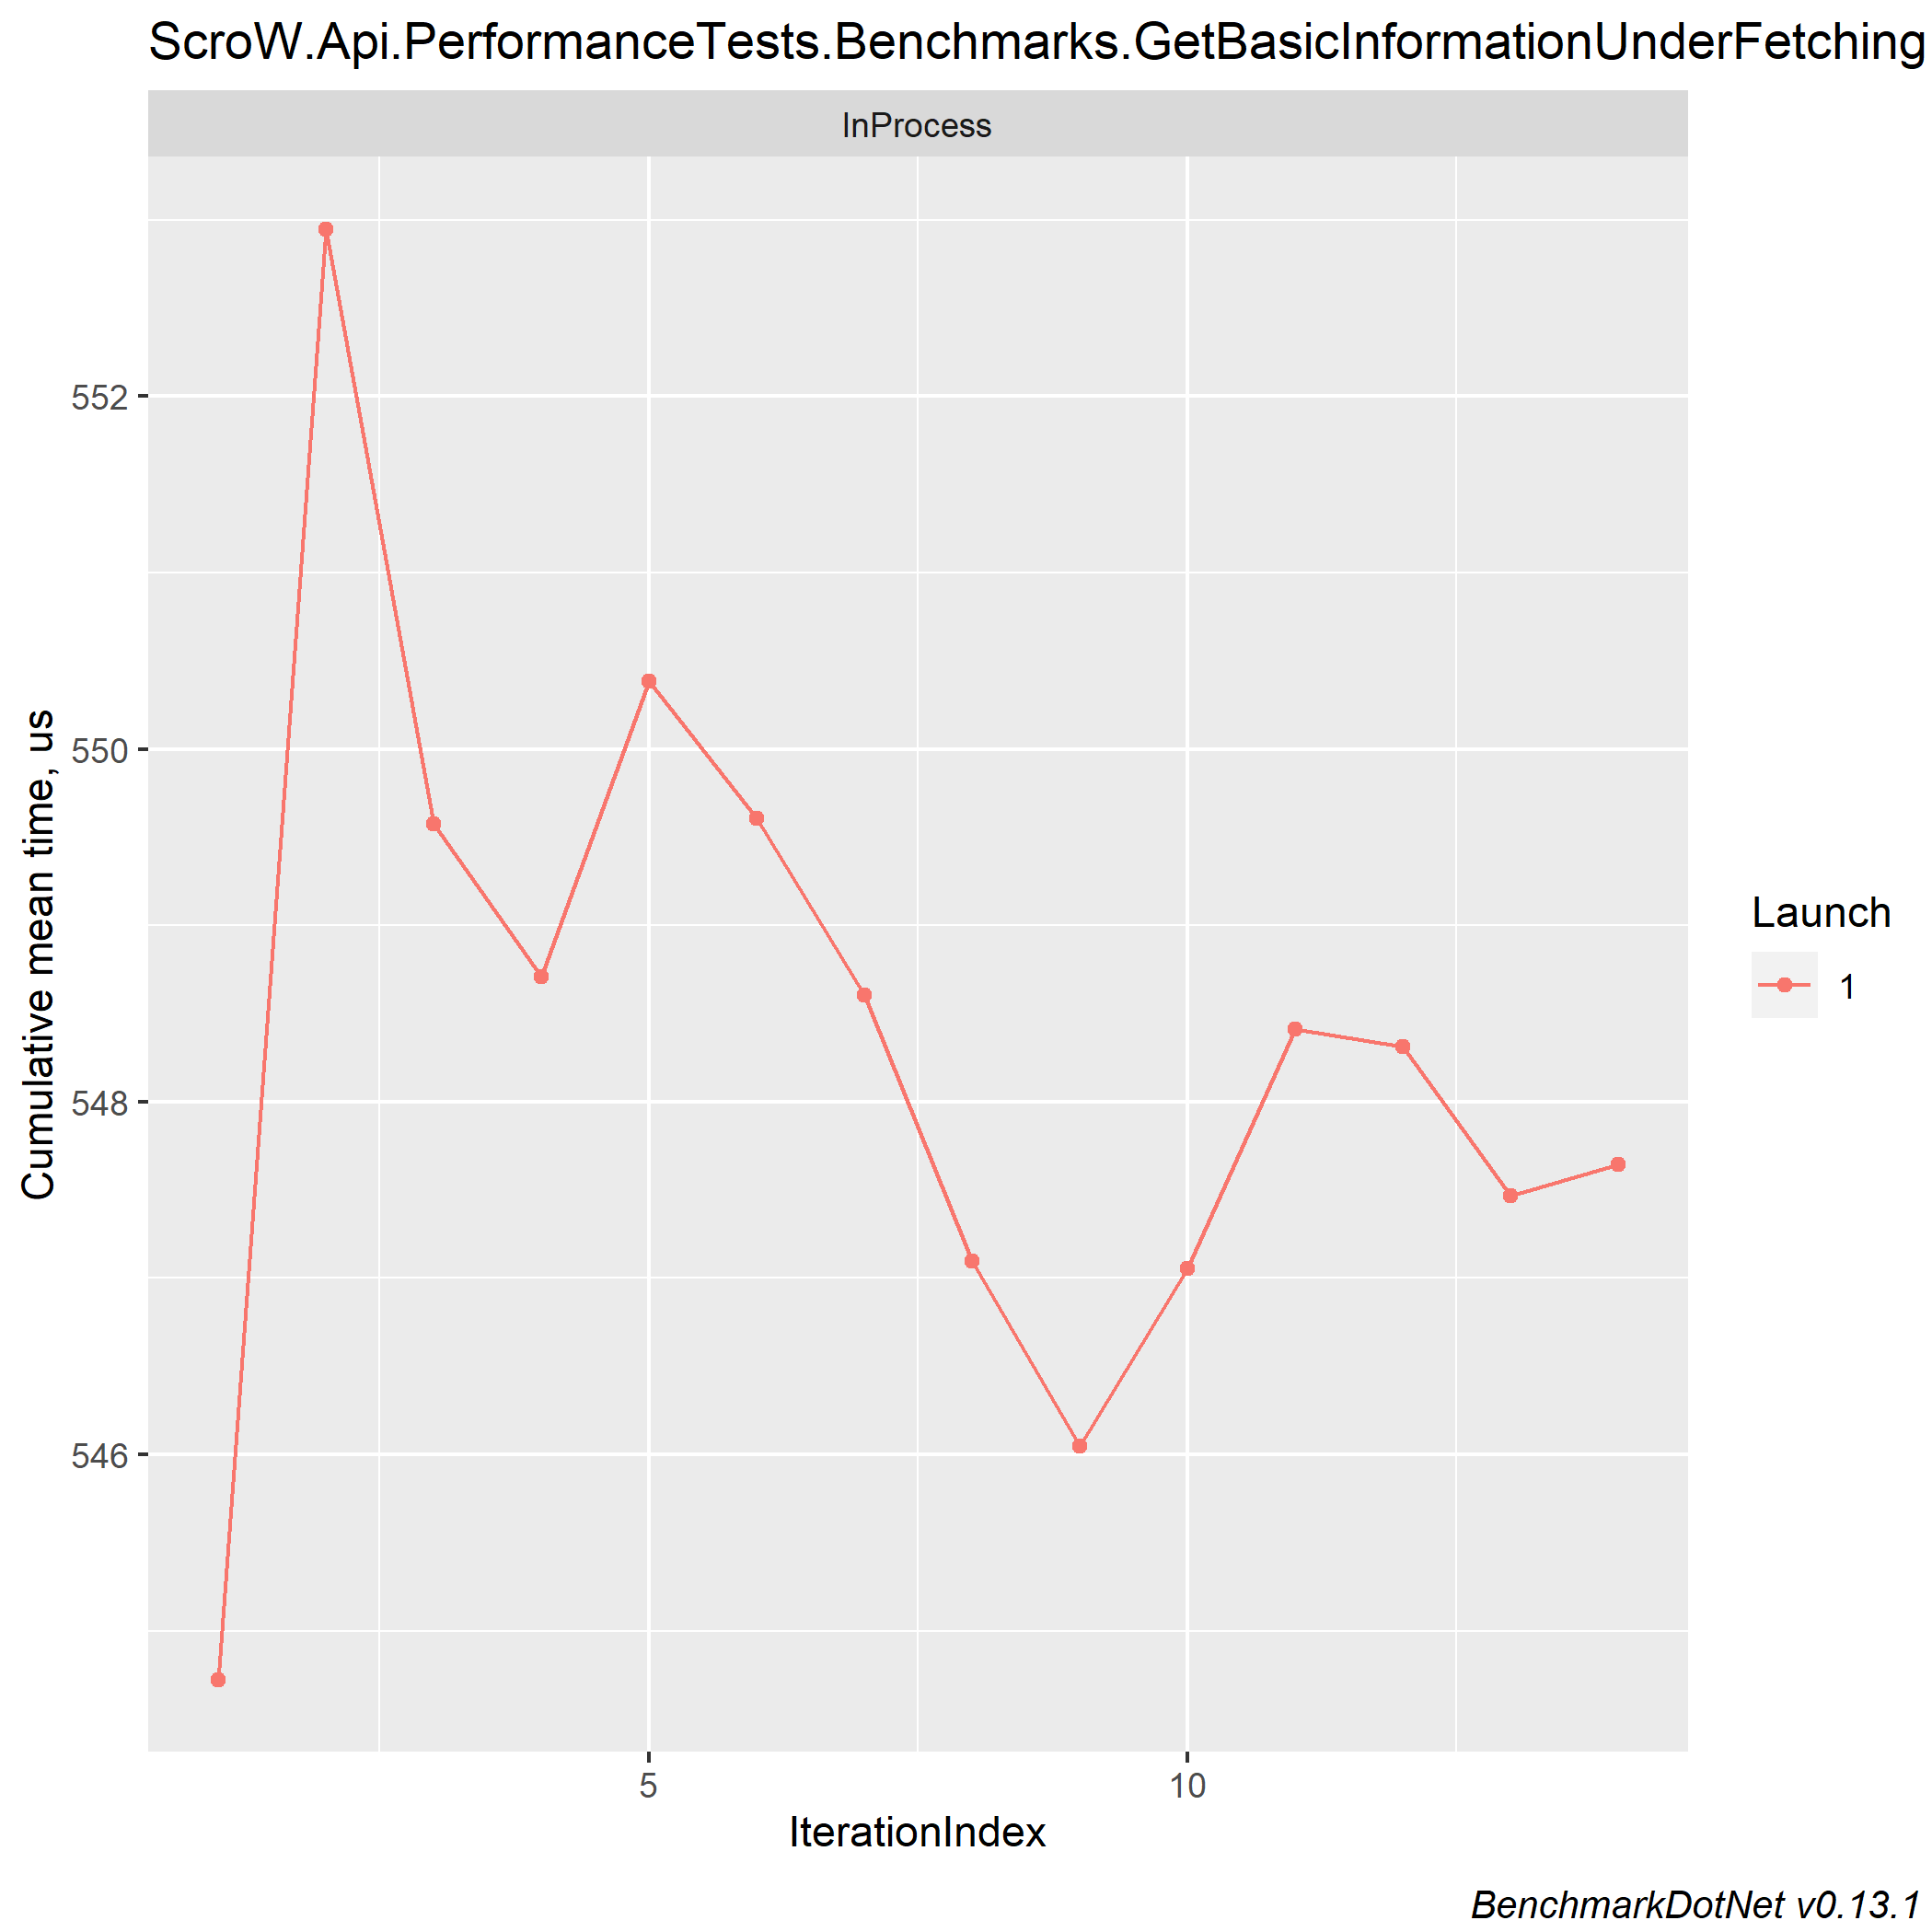 ScroW.Api.PerformanceTests.Benchmarks.GetBasicInformationUnderFetching
InProcess
552
550
548
546
Cumulative mean time, us
5
10
IterationIndex
Launch
1
BenchmarkDotNet v0.13.1